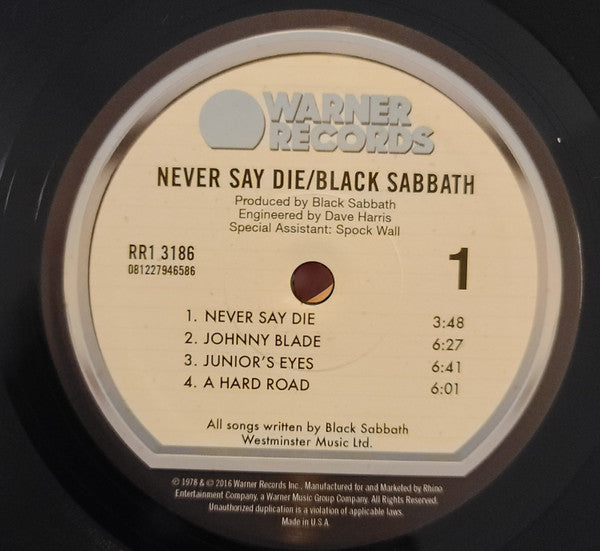 WARNER
RECORDS
NEVER SAY DIE/BLACK SABBATH
Produced by Black Sabbath
Engineered by Dave Harris
Special Assistant: Spock Wall
RR1 3186
081227946586
1
1. NEVER SAY DIE 3:48
2. JOHNNY BLADE 6:27
3. JUNIOR'S EYES 6:41
4. A HARD ROAD 6:01
All songs written by Black Sabbath
Westminster Music Ltd.
℗ 1978 & © 2016 Warner Records Inc., Manufactured for and Marketed by Rhino
Entertainment Company, a Warner Music Group Company. All Rights Reserved.
Unauthorized duplication is a violation of applicable laws.
Made in U.S.A.